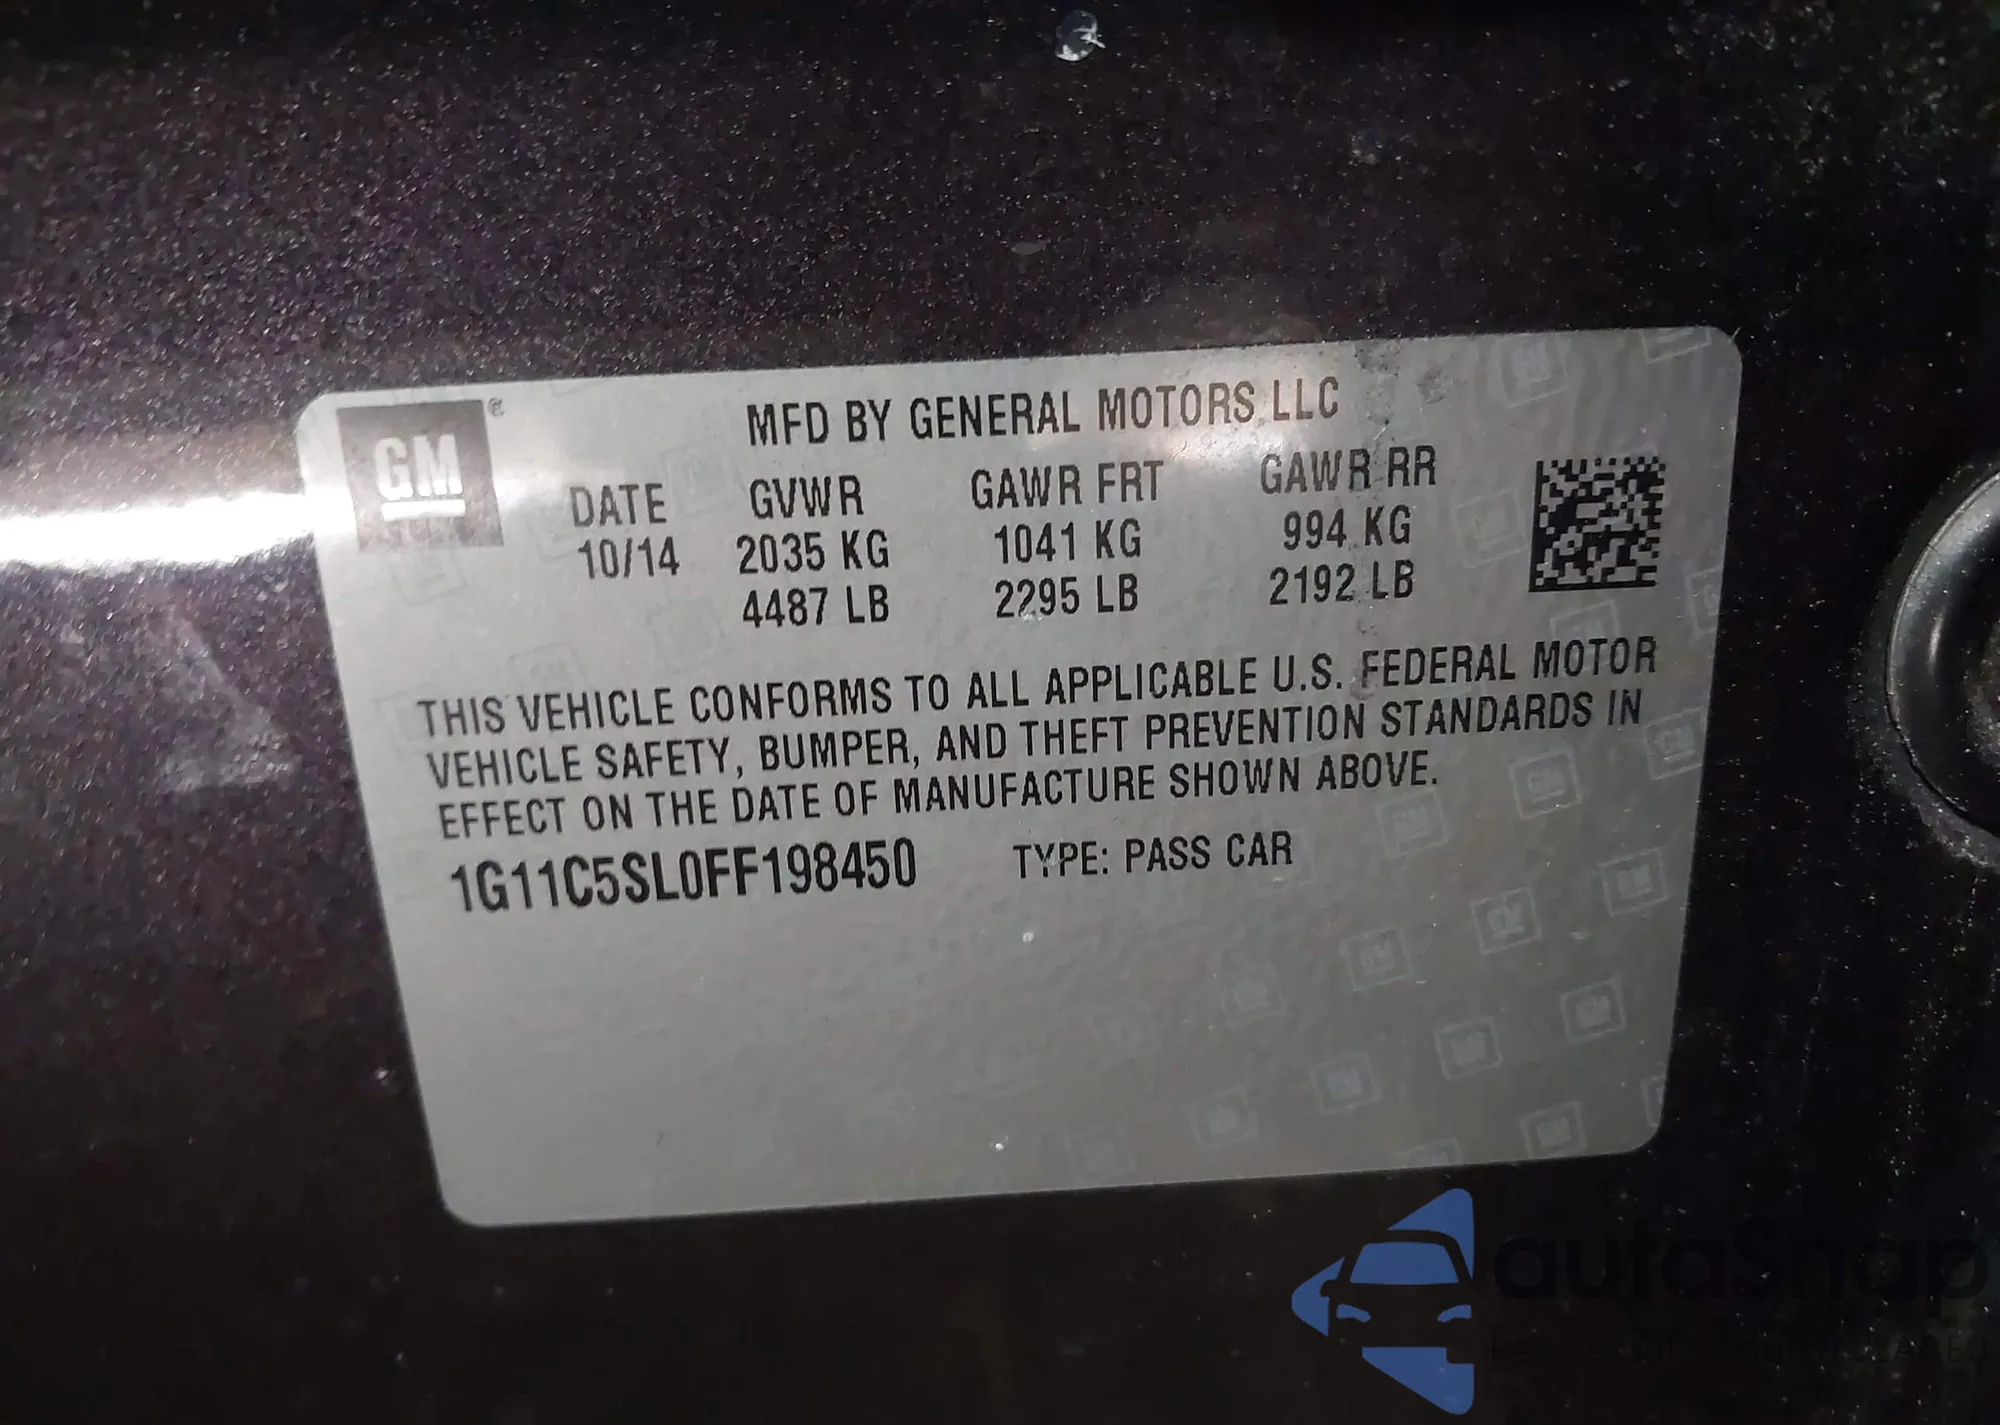 GM ®
MFD BY GENERAL MOTORS LLC
DATE GVWR GAWR FRT GAWR RR
10/14 2035 KG 1041 KG 994 KG
4487 LB 2295 LB 2192 LB
THIS VEHICLE CONFORMS TO ALL APPLICABLE U.S. FEDERAL MOTOR
VEHICLE SAFETY, BUMPER, AND THEFT PREVENTION STANDARDS IN
EFFECT ON THE DATE OF MANUFACTURE SHOWN ABOVE.
1G11C5SL0FF198450 TYPE: PASS CAR
autaSnap